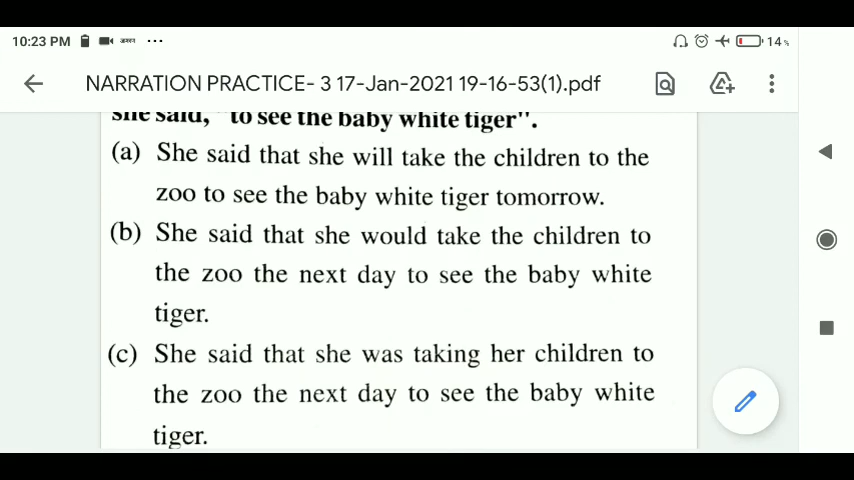 10:23 PM ... 14%
NARRATION PRACTICE- 3 17-Jan-2021 19-16-53(1).pdf
she said, "to see the baby white tiger".
(a) She said that she will take the children to the
zoo to see the baby white tiger tomorrow.
(b) She said that she would take the children to
the zoo the next day to see the baby white
tiger.
(c) She said that she was taking her children to
the zoo the next day to see the baby white
tiger.